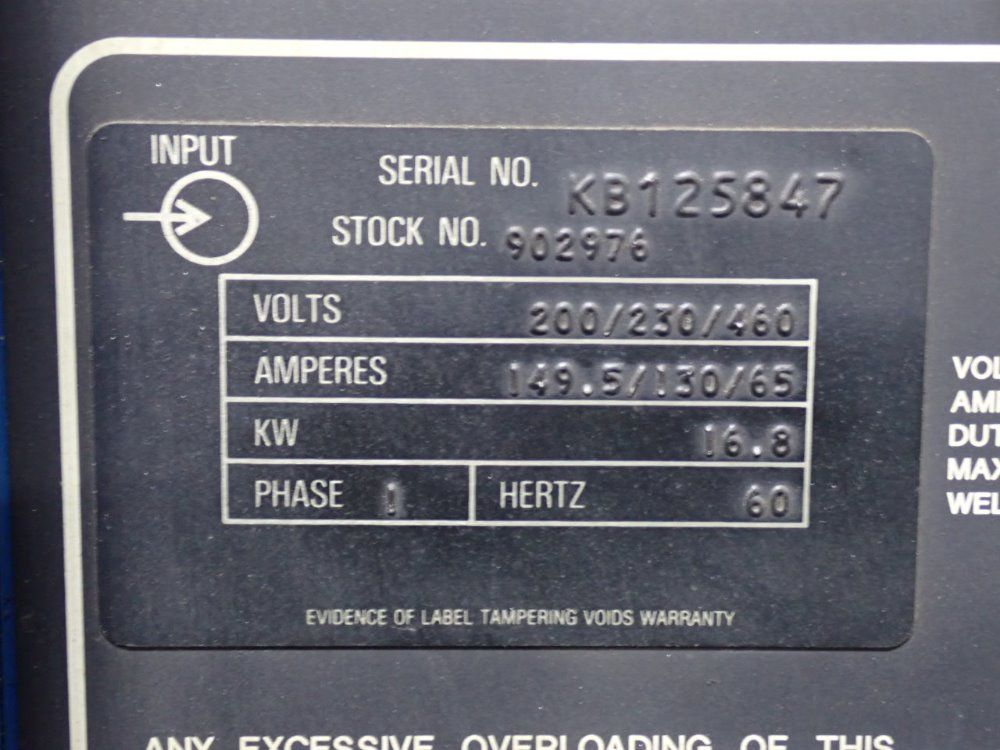 INPUT
SERIAL NO. KB125847
STOCK NO. 902976
VOLTS 200/230/460
AMPERES 149.5/130/65
KW 16.8
PHASE 1 HERTZ 60
EVIDENCE OF LABEL TAMPERING VOIDS WARRANTY
ANY EXCESSIVE OVERLOADING OF THIS